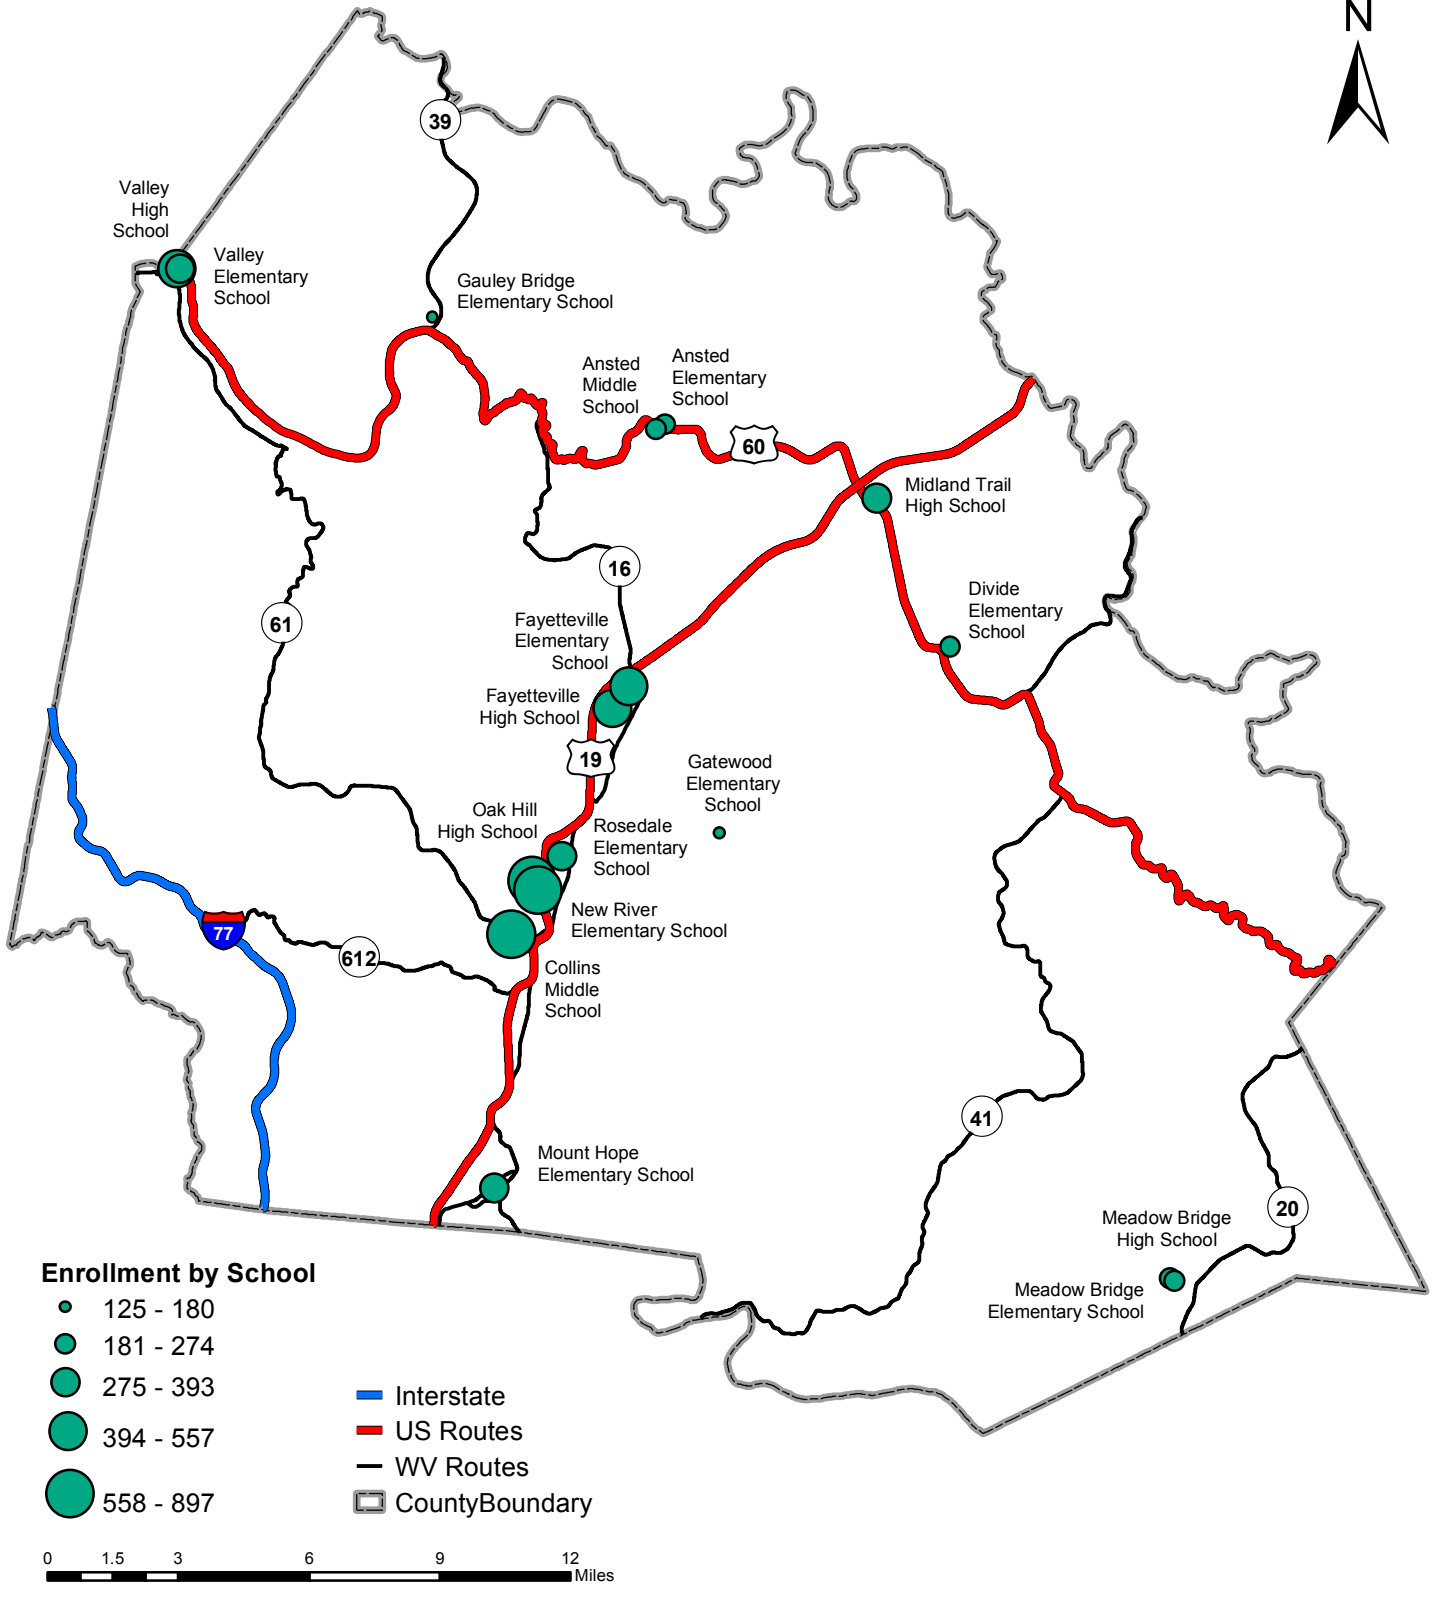 N
39
Valley
High
School
Valley
Elementary
School
Gauley Bridge
Elementary School
Ansted
Middle
School
Ansted
Elementary
School
60
Midland Trail
High School
16
61
Divide
Elementary
School
Fayetteville
Elementary
School
Fayetteville
High School
19
Gatewood
Elementary
School
Oak Hill
High School
Rosedale
Elementary
School
New River
Elementary School
77
612
Collins
Middle
School
41
Mount Hope
Elementary School
20
Meadow Bridge
High School
Meadow Bridge
Elementary School
Enrollment by School
125 - 180
181 - 274
275 - 393
394 - 557
558 - 897
Interstate
US Routes
WV Routes
CountyBoundary
0 1.5 3 6 9 12
Miles